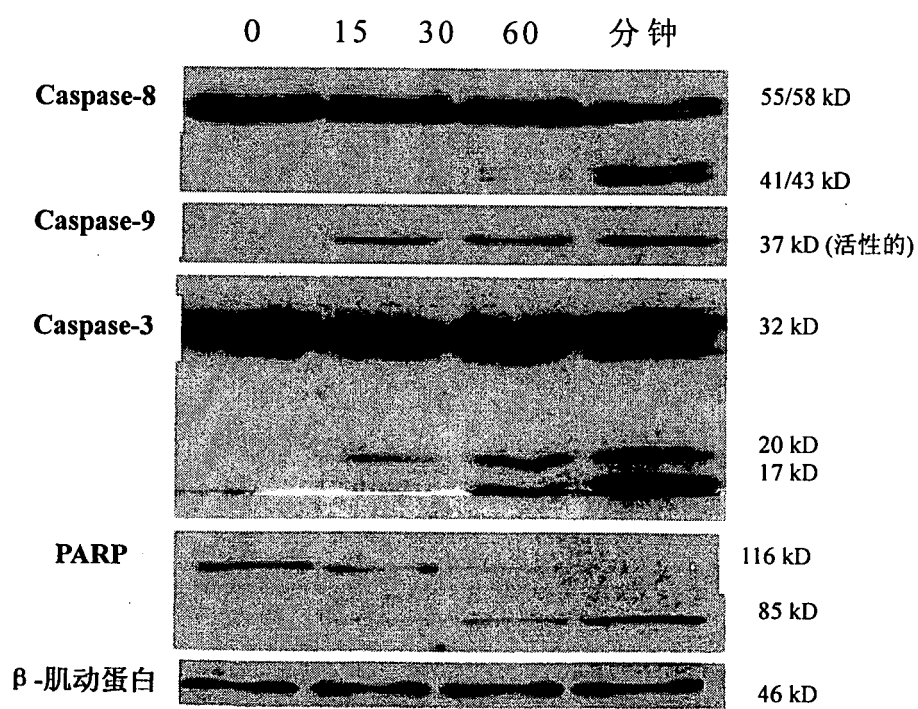 0 15 30 60 分钟
Caspase-8
55/58 kD
41/43 kD
Caspase-9
37 kD (活性的)
Caspase-3
32 kD
20 kD
17 kD
PARP
116 kD
85 kD
β-肌动蛋白
46 kD